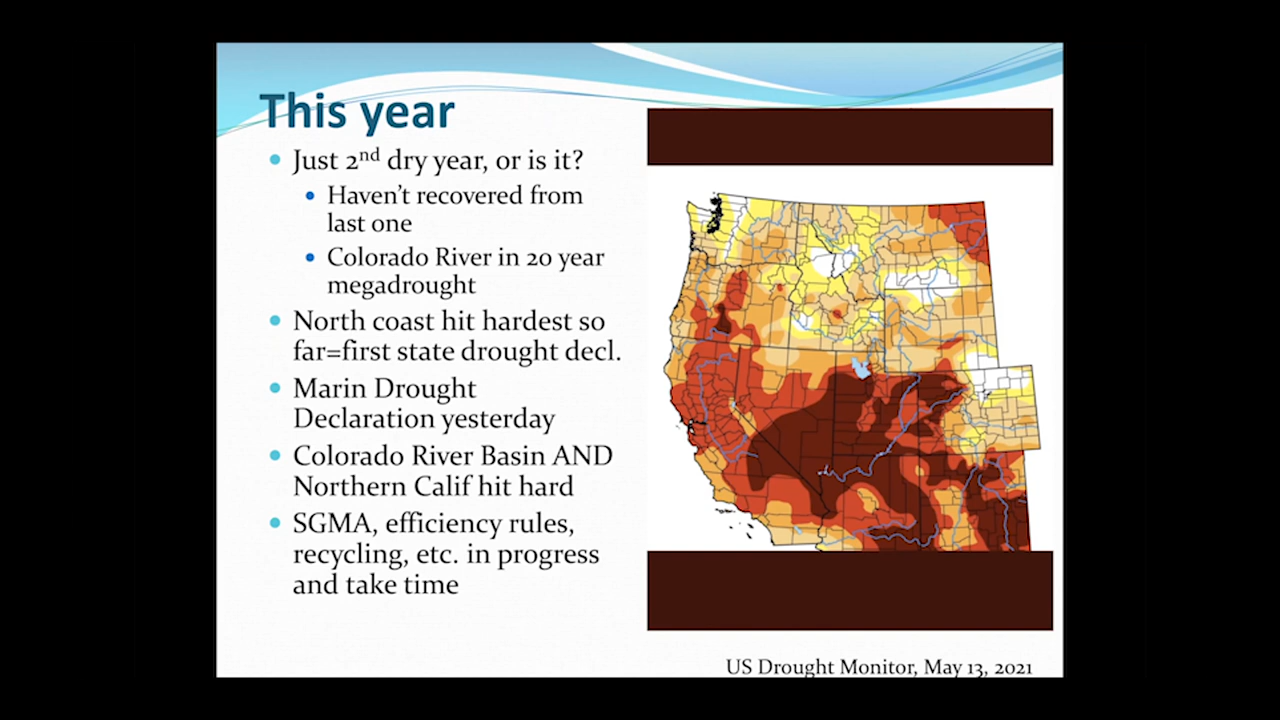 This year
Just 2nd dry year, or is it?
Haven't recovered from
last one
Colorado River in 20 year
megadrought
North coast hit hardest so
far=first state drought decl.
Marin Drought
Declaration yesterday
Colorado River Basin AND
Northern Calif hit hard
SGMA, efficiency rules,
recycling, etc. in progress
and take time
US Drought Monitor, May 13, 2021